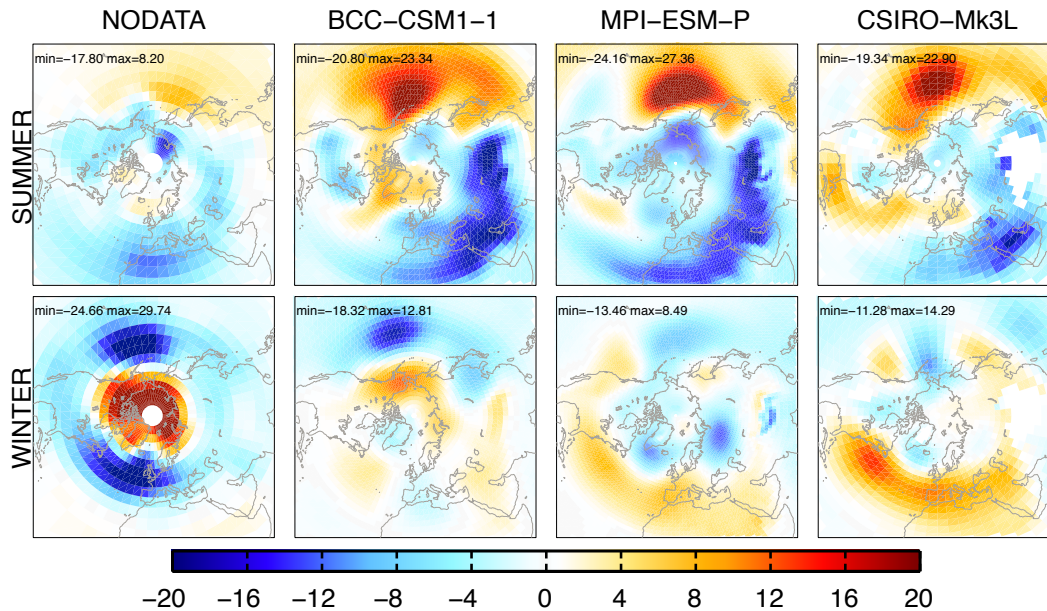 NODATA BCC−CSM1−1 MPI−ESM−P CSIRO−Mk3L
SUMMER
min=−17.80 max=8.20
min=−20.80 max=23.34
min=−24.16 max=27.36
min=−19.34 max=22.90
WINTER
min=−24.66 max=29.74
min=−18.32 max=12.81
min=−13.46 max=8.49
min=−11.28 max=14.29
−20 −16 −12 −8 −4 0 4 8 12 16 20